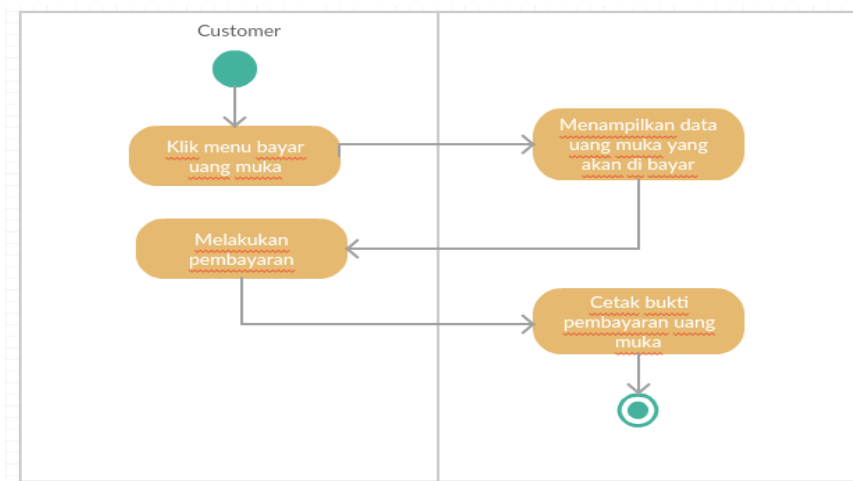 Customer
Klik menu bayar
uang muka
Menampilkan data
uang muka yang
akan di bayar
Melakukan
pembayaran
Cetak bukti
pembayaran uang
muka